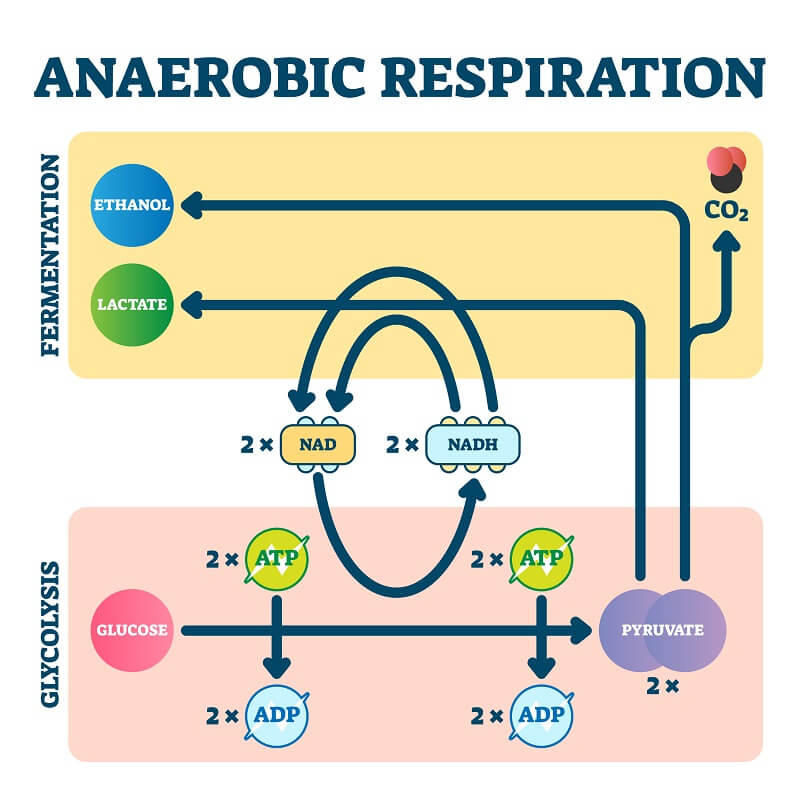 ANAEROBIC RESPIRATION
FERMENTATION
ETHANOL
CO₂
LACTATE
2 × NAD
2 × NADH
GLYCOLYSIS
2 × ATP
2 × ATP
GLUCOSE
PYRUVATE
2 ×
2 × ADP
2 × ADP